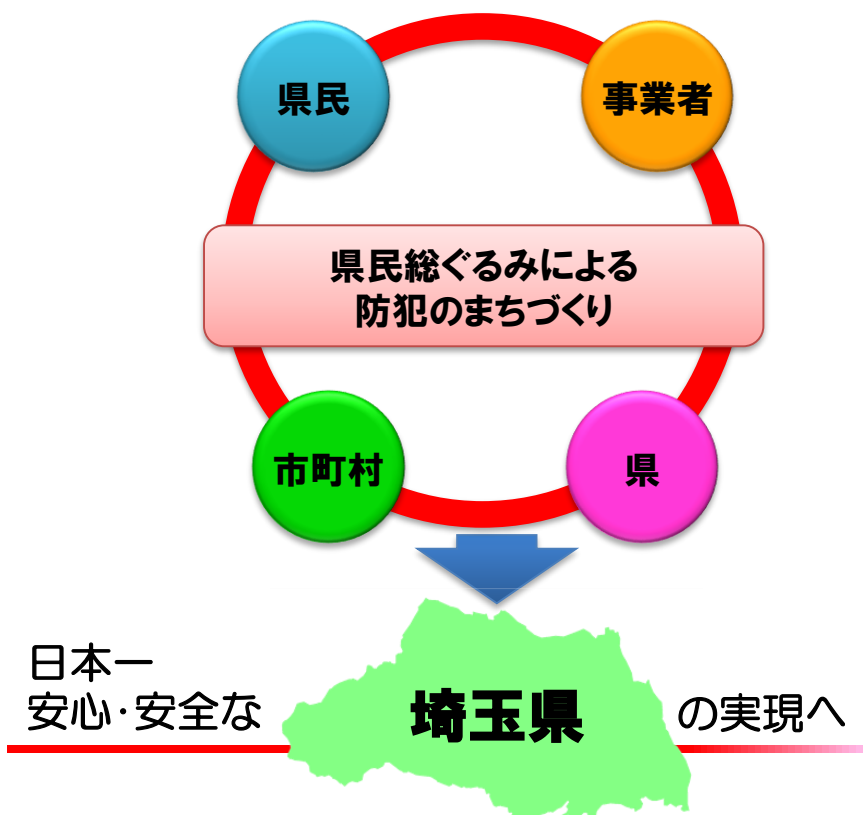 県民
事業者
県民総ぐるみによる
防犯のまちづくり
市町村
県
日本一
安心・安全な
埼玉県
の実現へ